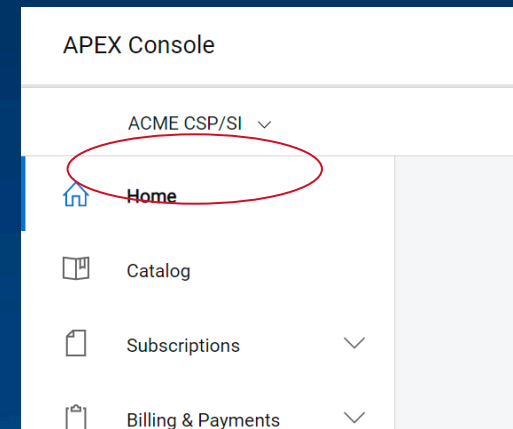 APEX Console
ACME CSP/SI
Home
Catalog
Subscriptions
Billing & Payments